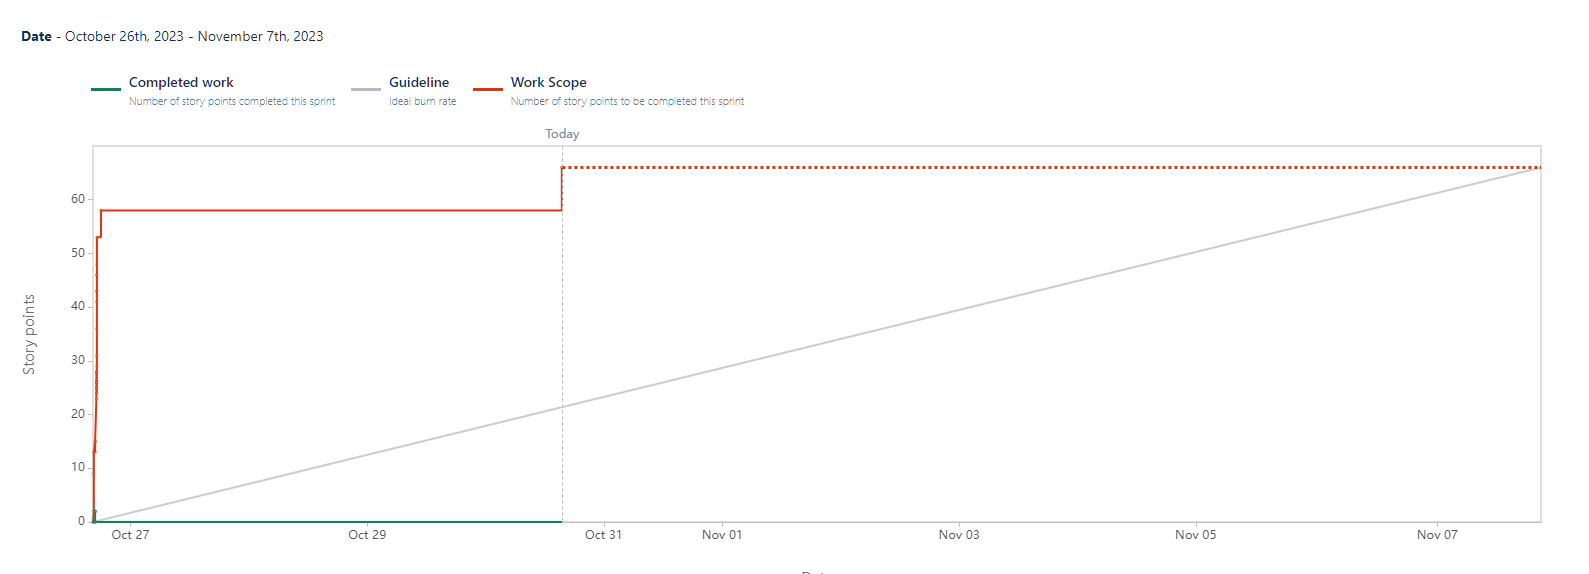 Date - October 26th, 2023 - November 7th, 2023
Completed work
Number of story points completed this sprint
Guideline
Ideal burn rate
Work Scope
Number of story points to be completed this sprint
Today
60
50
40
30
20
10
0
Story points
Oct 27
Oct 29
Oct 31
Nov 01
Nov 03
Nov 05
Nov 07